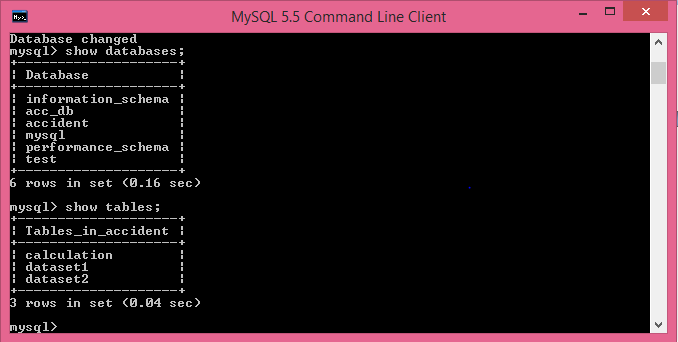 MySQL 5.5 Command Line Client
Database changed
mysql> show databases;
+--------------------+
| Database           |
+--------------------+
| information_schema |
| acc_db             |
| accident           |
| mysql              |
| performance_schema |
| test               |
+--------------------+
6 rows in set (0.16 sec)
mysql> show tables;
+--------------------+
| Tables_in_accident |
+--------------------+
| calculation        |
| dataset1           |
| dataset2           |
+--------------------+
3 rows in set (0.04 sec)
mysql>